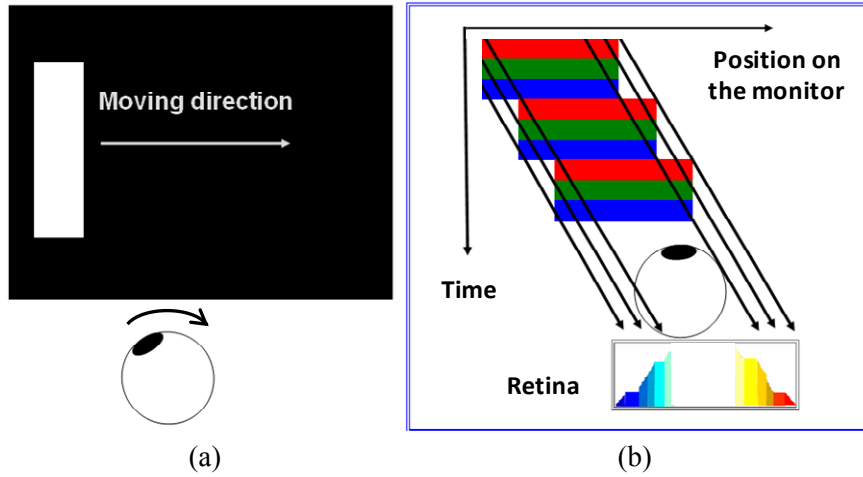 Moving direction
Position on
the monitor
Time
Retina
(a)
(b)